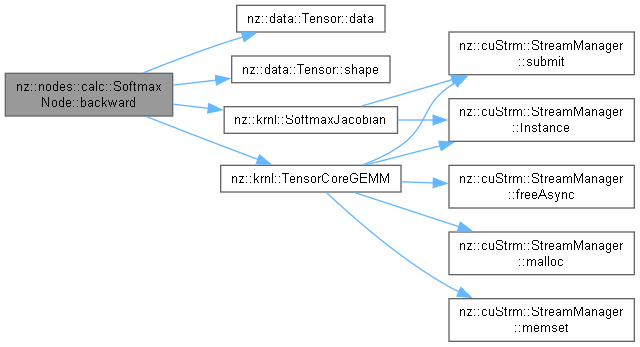 nz::nodes::calc::Softmax
Node::backward
nz::data::Tensor::data
nz::data::Tensor::shape
nz::krnl::SoftmaxJacobian
nz::krnl::TensorCoreGEMM
nz::cuStrm::StreamManager
::submit
nz::cuStrm::StreamManager
::Instance
nz::cuStrm::StreamManager
::freeAsync
nz::cuStrm::StreamManager
::malloc
nz::cuStrm::StreamManager
::memset